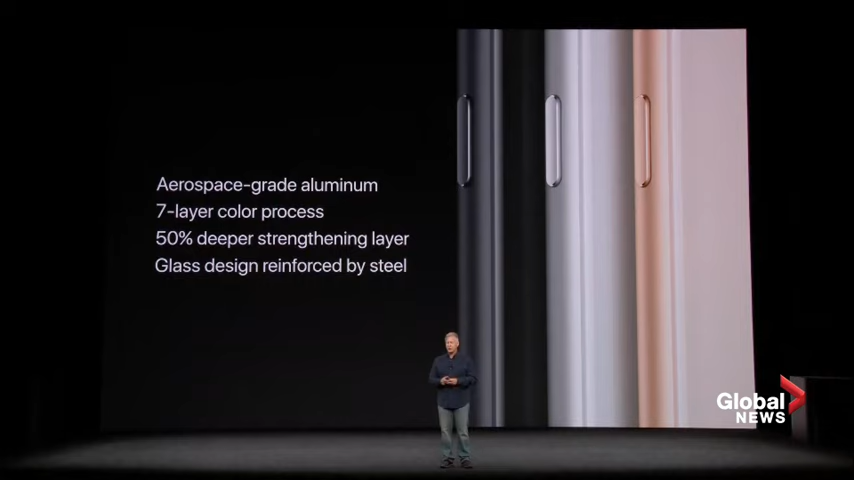 Aerospace-grade aluminum
7-layer color process
50% deeper strengthening layer
Glass design reinforced by steel
Global
NEWS